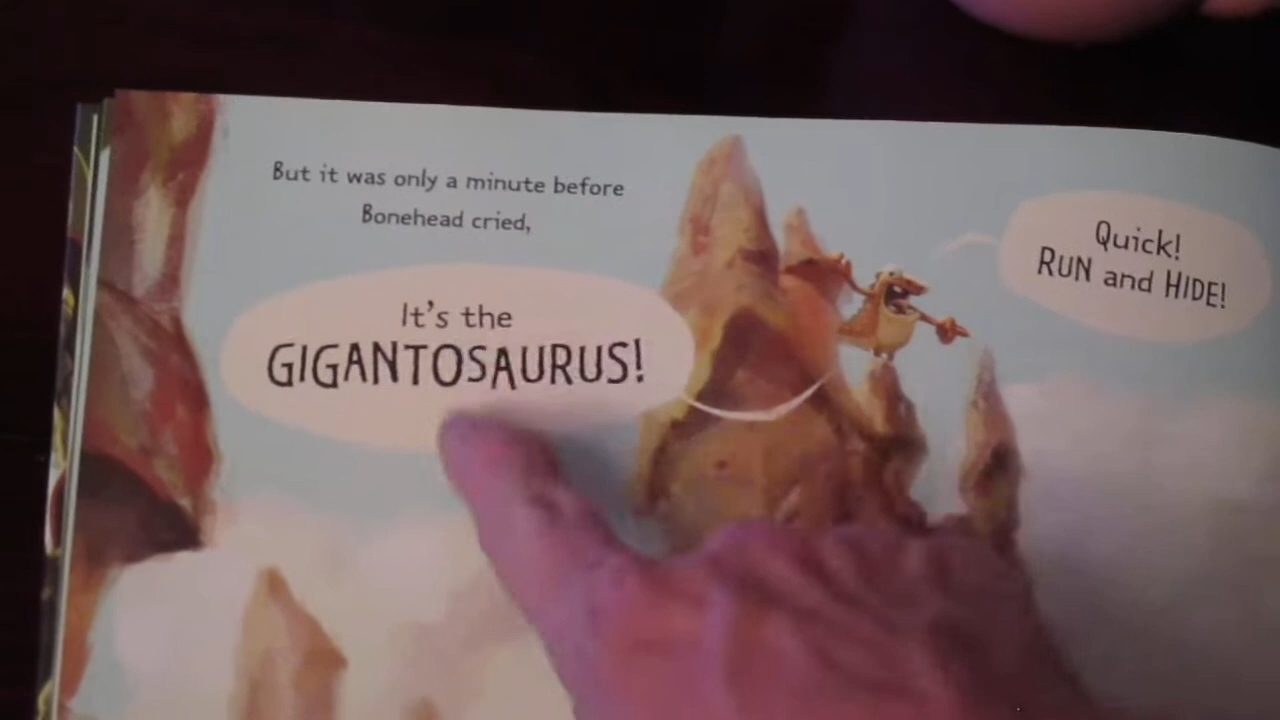 But it was only a minute before
Bonehead cried,
It's the
GIGANTOSAURUS!
Quick!
RUN and HIDE!